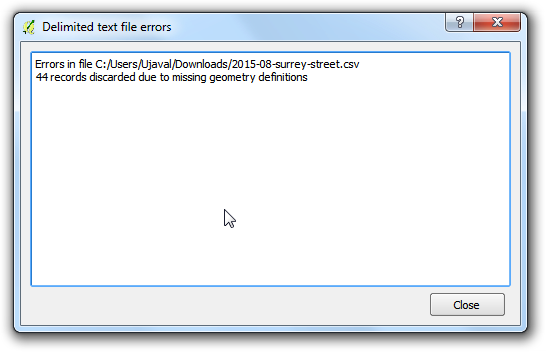 Delimited text file errors
?
Errors in file C:/Users/Ujaval/Downloads/2015-08-surrey-street.csv
44 records discarded due to missing geometry definitions
Close